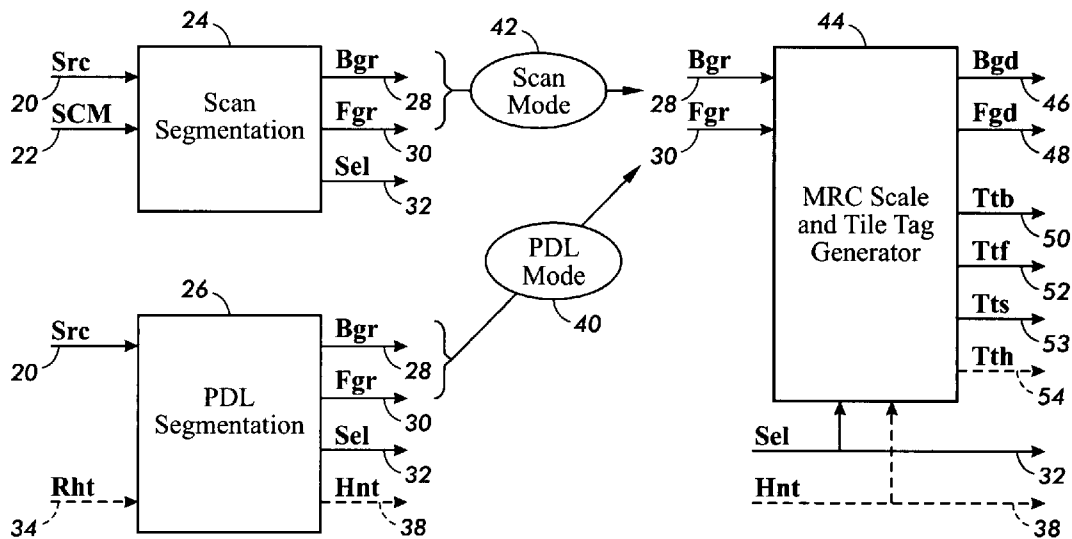 24
Src
20
SCM
22
Scan
Segmentation
Bgr
28
Fgr
30
Sel
32
42
Scan
Mode
26
Src
20
PDL
Segmentation
Rht
34
Bgr
28
Fgr
30
Sel
32
Hnt
38
PDL
Mode
40
44
Bgr
28
Fgr
30
MRC Scale
and Tile Tag
Generator
Bgd
46
Fgd
48
Ttb
50
Ttf
52
Tts
53
Tth
54
Sel
32
Hnt
38